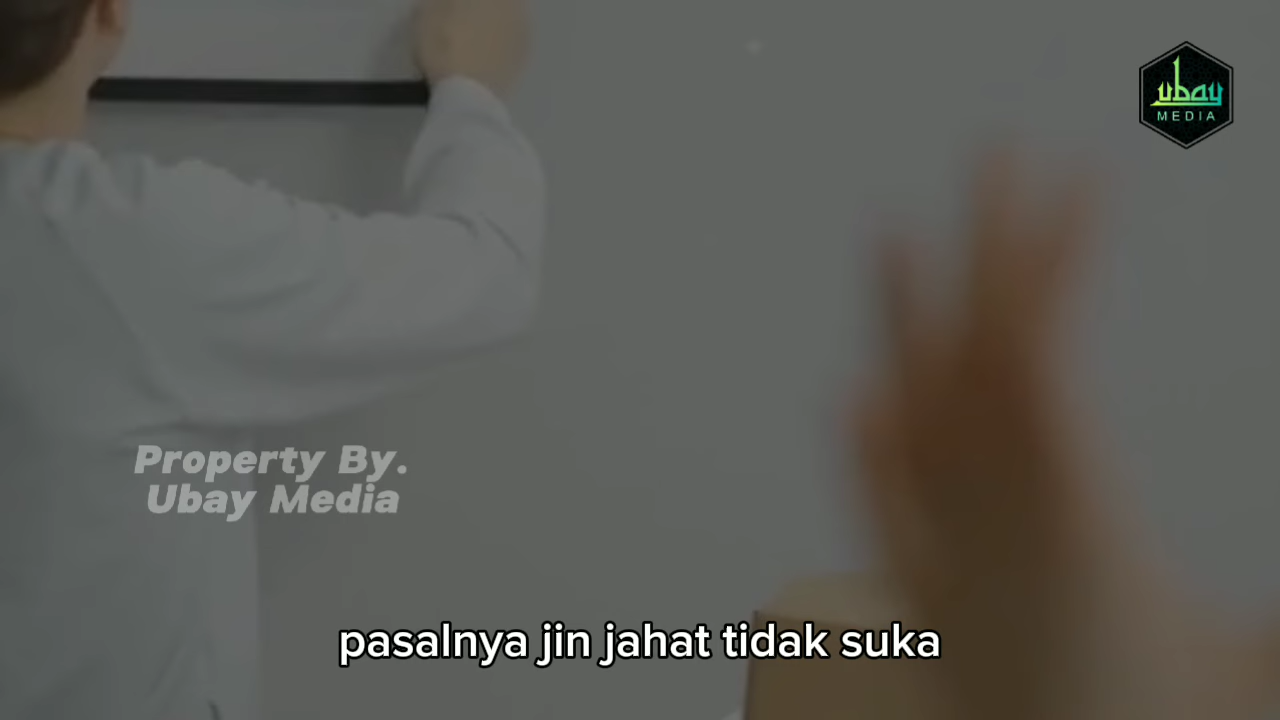 ubay
MEDIA
Property By.
Ubay Media
pasalnya jin jahat tidak suka